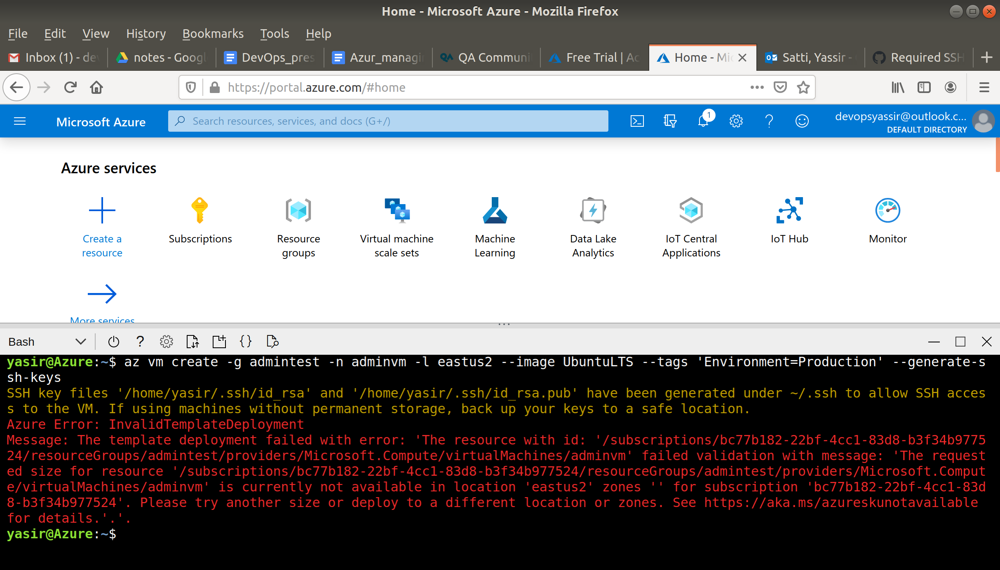 Home - Microsoft Azure - Mozilla Firefox
File Edit View History Bookmarks Tools Help
Inbox (1) - dev notes - Googl DevOps_pres Azur_managin QA Communit Free Trial | Ac Home - Mic Satti, Yassir - Required SSH
https://portal.azure.com/#home
Microsoft Azure
Search resources, services, and docs (G+/)
1
devopsyassir@outlook.c...
DEFAULT DIRECTORY
Azure services
Create a resource
Subscriptions
Resource groups
Virtual machine scale sets
Machine Learning
Data Lake Analytics
IoT Central Applications
IoT Hub
Monitor
More services
Bash
yasir@Azure:~$ az vm create -g admintest -n adminvm -l eastus2 --image UbuntuLTS --tags 'Environment=Production' --generate-s
sh-keys
SSH key files '/home/yasir/.ssh/id_rsa' and '/home/yasir/.ssh/id_rsa.pub' have been generated under ~/.ssh to allow SSH acces
s to the VM. If using machines without permanent storage, back up your keys to a safe location.
Azure Error: InvalidTemplateDeployment
Message: The template deployment failed with error: 'The resource with id: '/subscriptions/bc77b182-22bf-4cc1-83d8-b3f34b9775
24/resourceGroups/admintest/providers/Microsoft.Compute/virtualMachines/adminvm' failed validation with message: 'The request
ed size for resource '/subscriptions/bc77b182-22bf-4cc1-83d8-b3f34b977524/resourceGroups/admintest/providers/Microsoft.Comput
e/virtualMachines/adminvm' is currently not available in location 'eastus2' zones '' for subscription 'bc77b182-22bf-4cc1-83d
8-b3f34b977524'. Please try another size or deploy to a different location or zones. See https://aka.ms/azureskunotavailable
for details.'.'.
yasir@Azure:~$